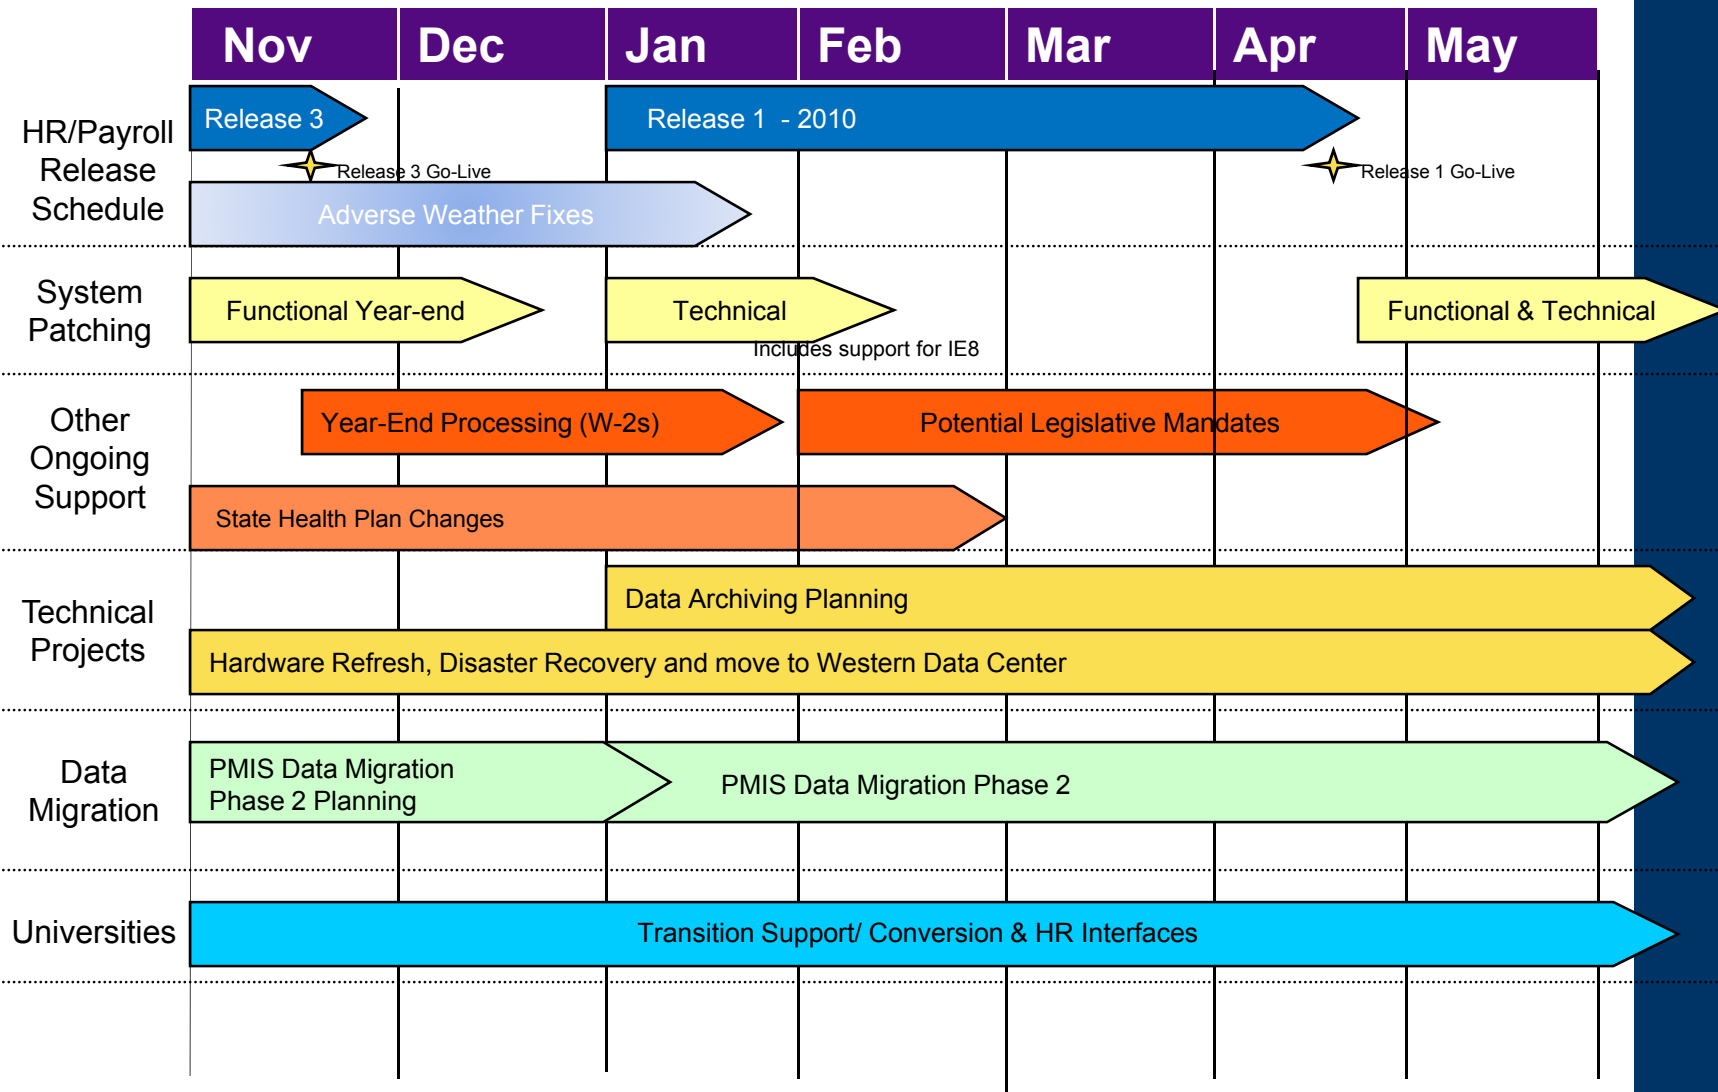 Nov Dec Jan Feb Mar Apr May
HR/Payroll
Release
Schedule
Release 3
Release 1 - 2010
Release 3 Go-Live
Release 1 Go-Live
Adverse Weather Fixes
System
Patching
Functional Year-end
Technical
Functional & Technical
Includes support for IE8
Other
Ongoing
Support
Year-End Processing (W-2s)
Potential Legislative Mandates
State Health Plan Changes
Technical
Projects
Data Archiving Planning
Hardware Refresh, Disaster Recovery and move to Western Data Center
Data
Migration
PMIS Data Migration
Phase 2 Planning
PMIS Data Migration Phase 2
Universities
Transition Support/ Conversion & HR Interfaces